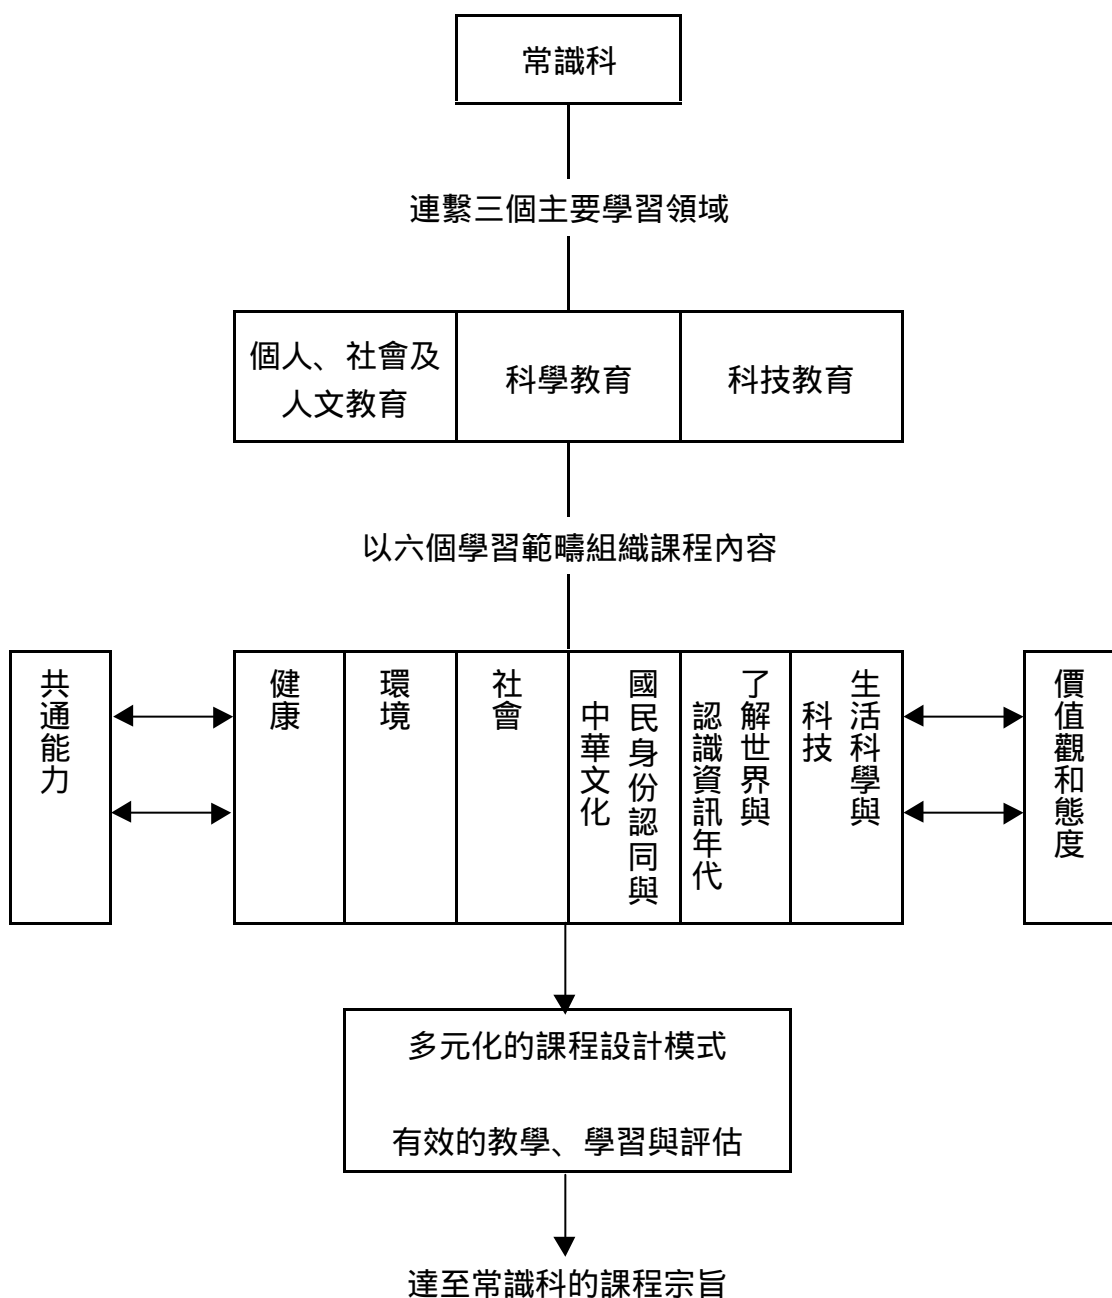 常識科
連繫三個主要學習領域
個人、社會及
人文教育
科學教育
科技教育
以六個學習範疇組織課程內容
共通能力
健康
環境
社會
國民身份認同與
中華文化
了解世界與
認識資訊年代
生活科學與
科技
價值觀和態度
多元化的課程設計模式
有效的教學、學習與評估
達至常識科的課程宗旨